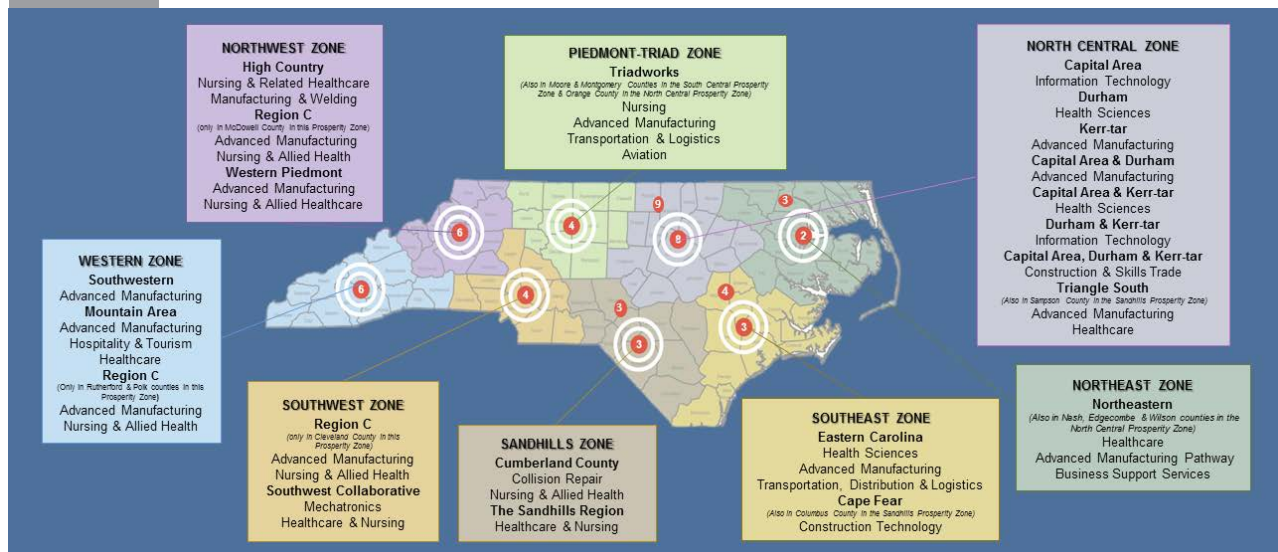 NORTHWEST ZONE
High Country
Nursing & Related Healthcare
Manufacturing & Welding
Region C
(only in McDowell County in this Prosperity Zone)
Advanced Manufacturing
Nursing & Allied Health
Western Piedmont
Advanced Manufacturing
Nursing & Allied Healthcare
PIEDMONT-TRIAD ZONE
Triadworks
(Also in Moore & Montgomery Counties in the South Central Prosperity
Zone & Orange County in the North Central Prosperity Zone)
Nursing
Advanced Manufacturing
Transportation & Logistics
Aviation
NORTH CENTRAL ZONE
Capital Area
Information Technology
Durham
Health Sciences
Kerr-tar
Advanced Manufacturing
Capital Area & Durham
Advanced Manufacturing
Capital Area & Kerr-tar
Health Sciences
Durham & Kerr-tar
Information Technology
Capital Area, Durham & Kerr-tar
Construction & Skills Trade
Triangle South
(Also in Sampson County in the Sandhills Prosperity Zone)
Advanced Manufacturing
Healthcare
WESTERN ZONE
Southwestern
Advanced Manufacturing
Mountain Area
Advanced Manufacturing
Hospitality & Tourism
Healthcare
Region C
(Only in Rutherford & Polk counties in this
Prosperity Zone)
Advanced Manufacturing
Nursing & Allied Health
6
6
4
4
9
8
3
2
3
3
4
3
SOUTHWEST ZONE
Region C
(only in Cleveland County in this
Prosperity Zone)
Advanced Manufacturing
Nursing & Allied Health
Southwest Collaborative
Mechatronics
Healthcare & Nursing
SANDHILLS ZONE
Cumberland County
Collision Repair
Nursing & Allied Health
The Sandhills Region
Healthcare & Nursing
SOUTHEAST ZONE
Eastern Carolina
Health Sciences
Advanced Manufacturing
Transportation, Distribution & Logistics
Cape Fear
(Also in Columbus County in the Sandhills Prosperity Zone)
Construction Technology
NORTHEAST ZONE
Northeastern
(Also in Nash, Edgecombe & Wilson counties in the
North Central Prosperity Zone)
Healthcare
Advanced Manufacturing Pathway
Business Support Services